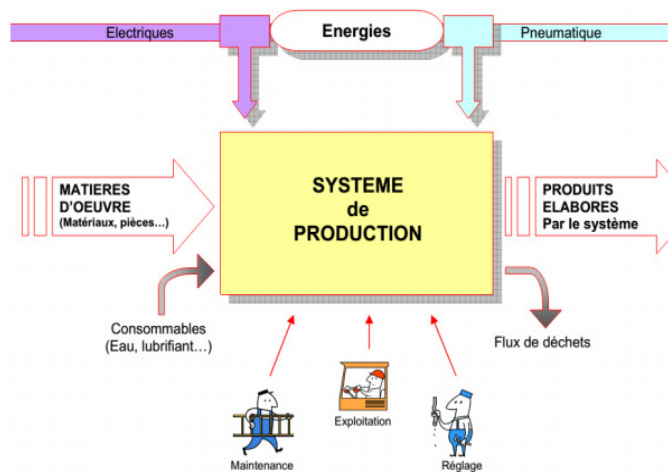 Electriques
Energies
Pneumatique
MATIERES
D'OEUVRE
(Matériaux, pièces...)
SYSTEME
de
PRODUCTION
PRODUITS
ELABORES
Par le système
Consommables
(Eau, lubrifiant...)
Flux de déchets
Maintenance
Exploitation
Réglage